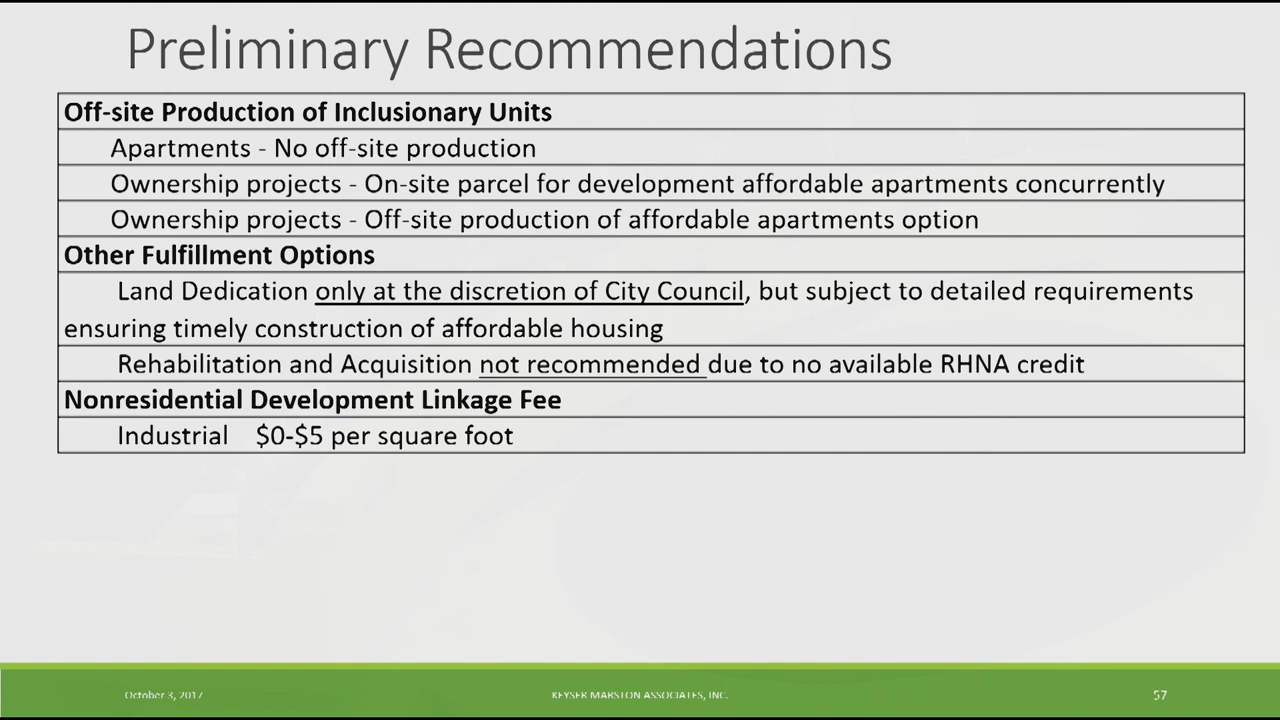 Preliminary Recommendations
Off-site Production of Inclusionary Units
Apartments - No off-site production
Ownership projects - On-site parcel for development affordable apartments concurrently
Ownership projects - Off-site production of affordable apartments option
Other Fulfillment Options
Land Dedication only at the discretion of City Council, but subject to detailed requirements
ensuring timely construction of affordable housing
Rehabilitation and Acquisition not recommended due to no available RHNA credit
Nonresidential Development Linkage Fee
Industrial $0-$5 per square foot
October 3, 2017
KEYSER MARSTON ASSOCIATES, INC.
57